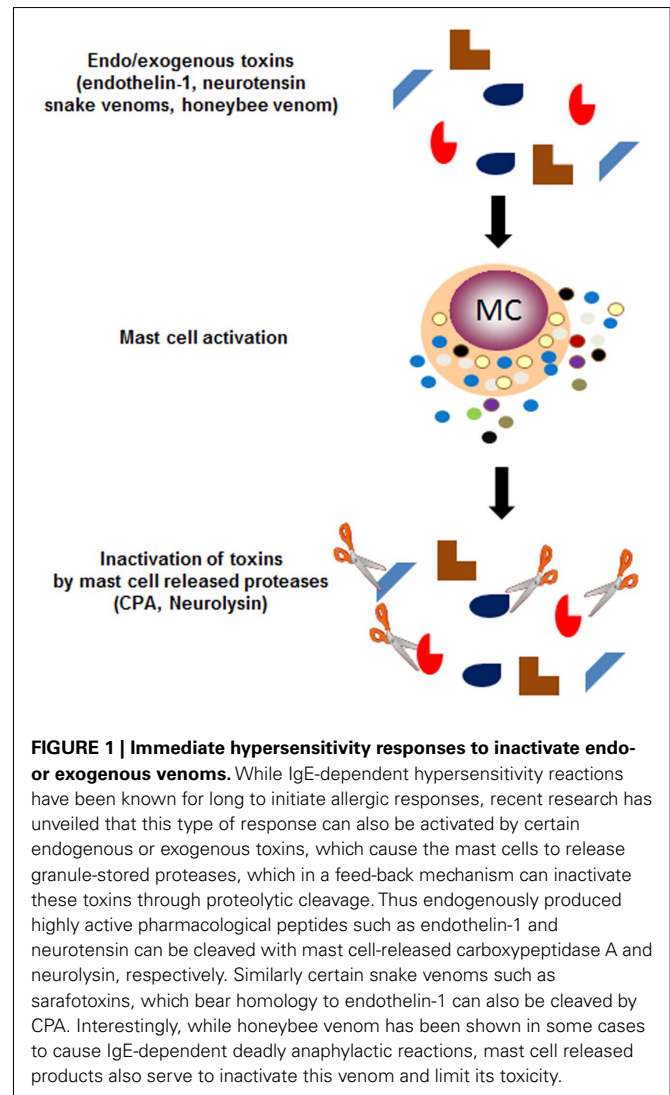 Endo/exogenous toxins
(endothelin-1, neurotensin
snake venoms, honeybee venom)
MC
Mast cell activation
Inactivation of toxins
by mast cell released proteases
(CPA, Neurolysin)
FIGURE 1 | Immediate hypersensitivity responses to inactivate endo-
or exogenous venoms. While IgE-dependent hypersensitivity reactions
have been known for long to initiate allergic responses, recent research has
unveiled that this type of response can also be activated by certain
endogenous or exogenous toxins, which cause the mast cells to release
granule-stored proteases, which in a feed-back mechanism can inactivate
these toxins through proteolytic cleavage. Thus endogenously produced
highly active pharmacological peptides such as endothelin-1 and
neurotensin can be cleaved with mast cell-released carboxypeptidase A and
neurolysin, respectively. Similarly certain snake venoms such as
sarafotoxins, which bear homology to endothelin-1 can also be cleaved by
CPA. Interestingly, while honeybee venom has been shown in some cases
to cause IgE-dependent deadly anaphylactic reactions, mast cell released
products also serve to inactivate this venom and limit its toxicity.